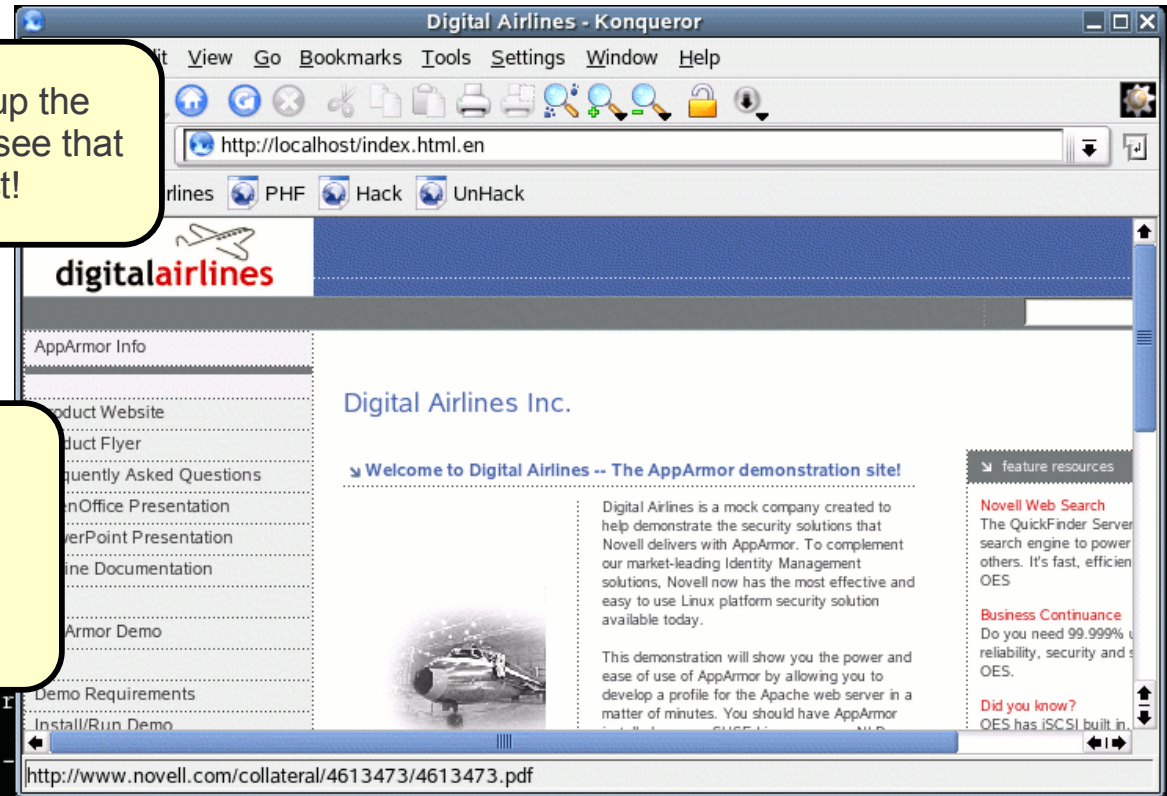 Digital Airlines - Konqueror
it View Go Bookmarks Tools Settings Window Help
up the
see that
t!
http://localhost/index.html.en
rlines PHF Hack UnHack
digitalairlines
AppArmor Info
oduct Website
duct Flyer
quently Asked Questions
enOffice Presentation
werPoint Presentation
ine Documentation
Armor Demo
Demo Requirements
Install/Run Demo
Digital Airlines Inc.
Welcome to Digital Airlines -- The AppArmor demonstration site!
Digital Airlines is a mock company created to
help demonstrate the security solutions that
Novell delivers with AppArmor. To complement
our market-leading Identity Management
solutions, Novell now has the most effective and
easy to use Linux platform security solution
available today.
This demonstration will show you the power and
ease of use of AppArmor by allowing you to
develop a profile for the Apache web server in a
matter of minutes. You should have AppArmor
feature resources
Novell Web Search
The QuickFinder Server
search engine to power
others. It's fast, efficien
OES
Business Continuance
Do you need 99.999% u
reliability, security and s
OES.
Did you know?
OES has iSCSI built in.
r
http://www.novell.com/collateral/4613473/4613473.pdf